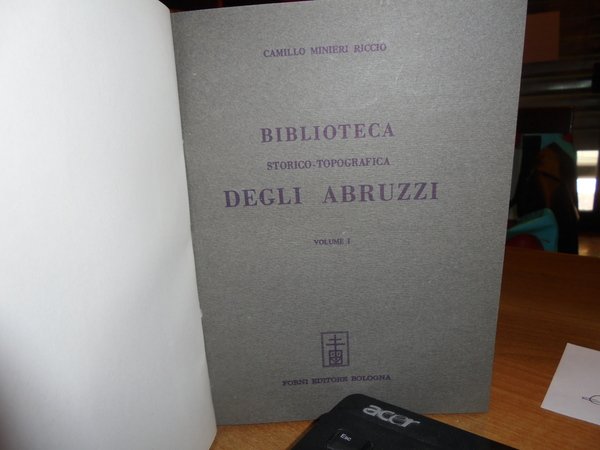 CAMILLO MINIERI RICCIO
BIBLIOTECA
STORICO-TOPOGRAFICA
DEGLI ABRUZZI
VOLUME I
FORNI EDITORE BOLOGNA
acer
Esc